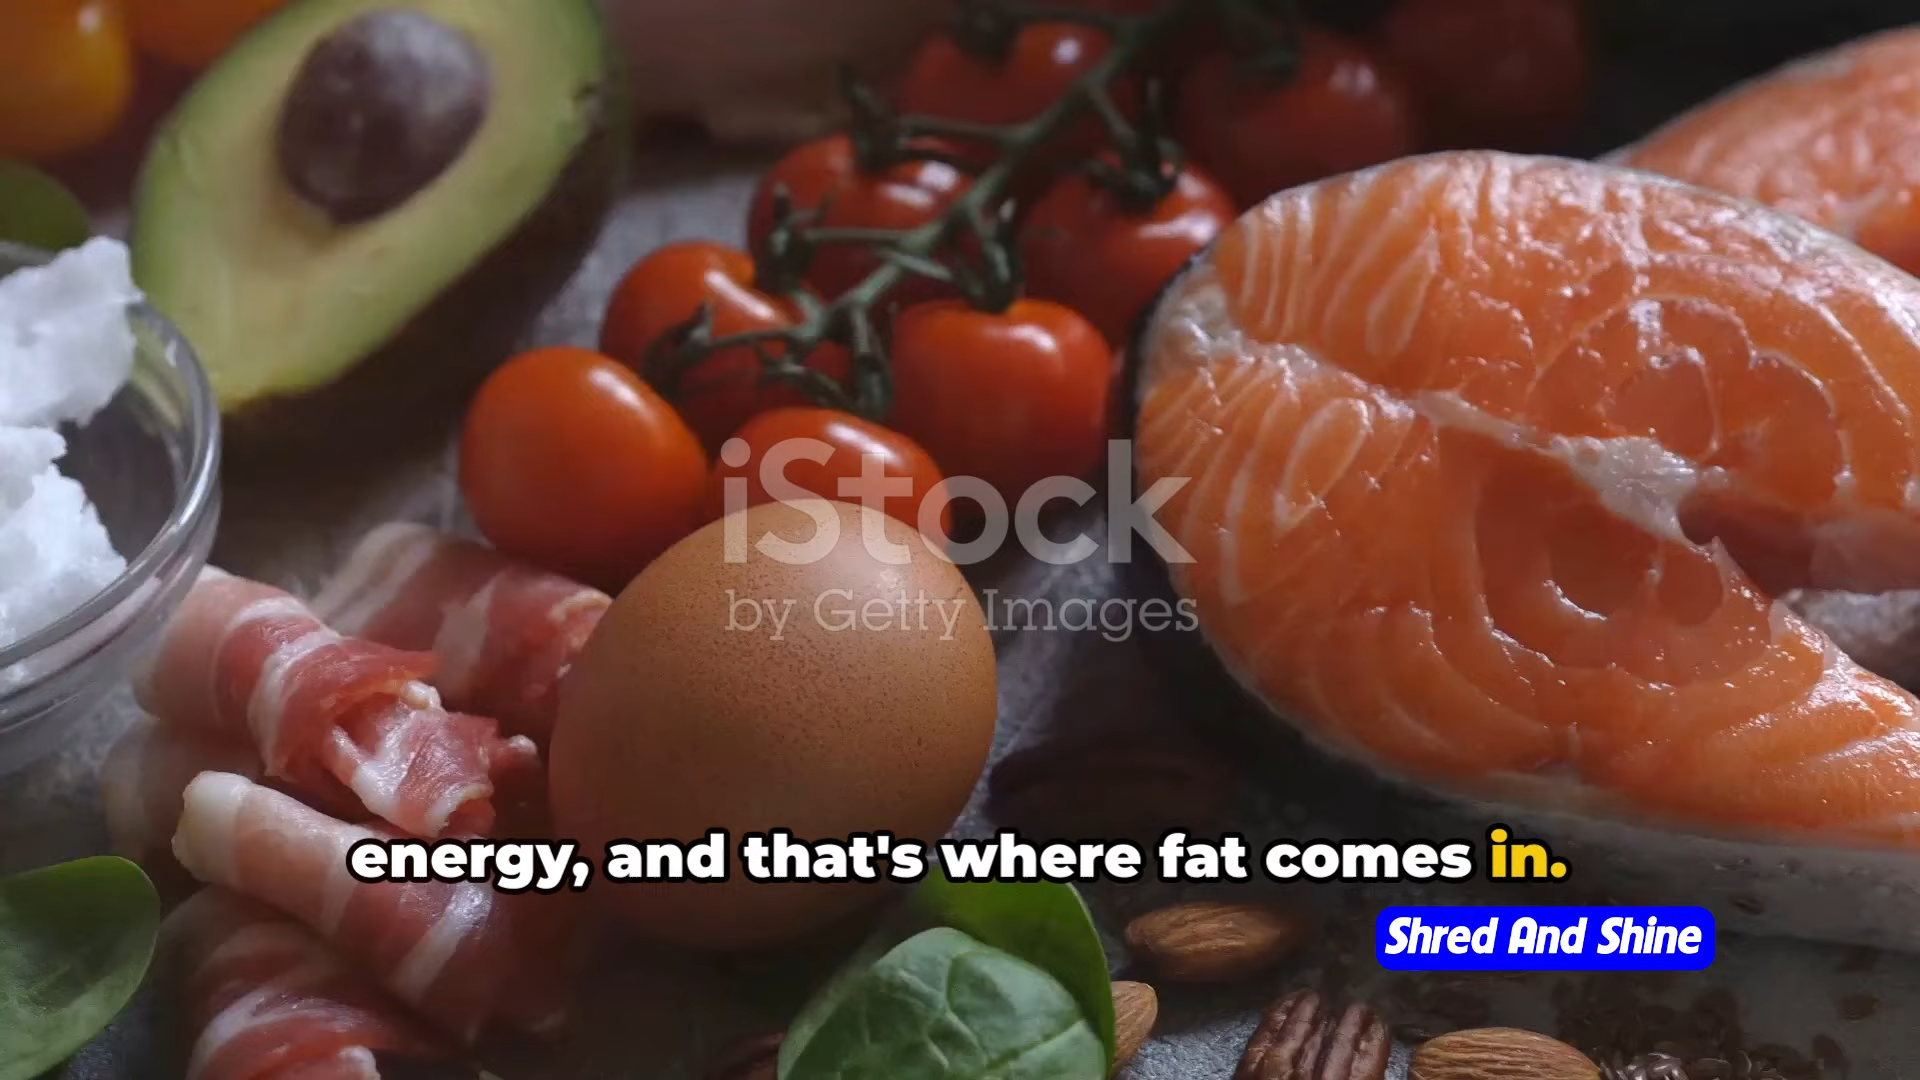 iStock
by Getty Images
energy, and that's where fat comes in.
Shred And Shine